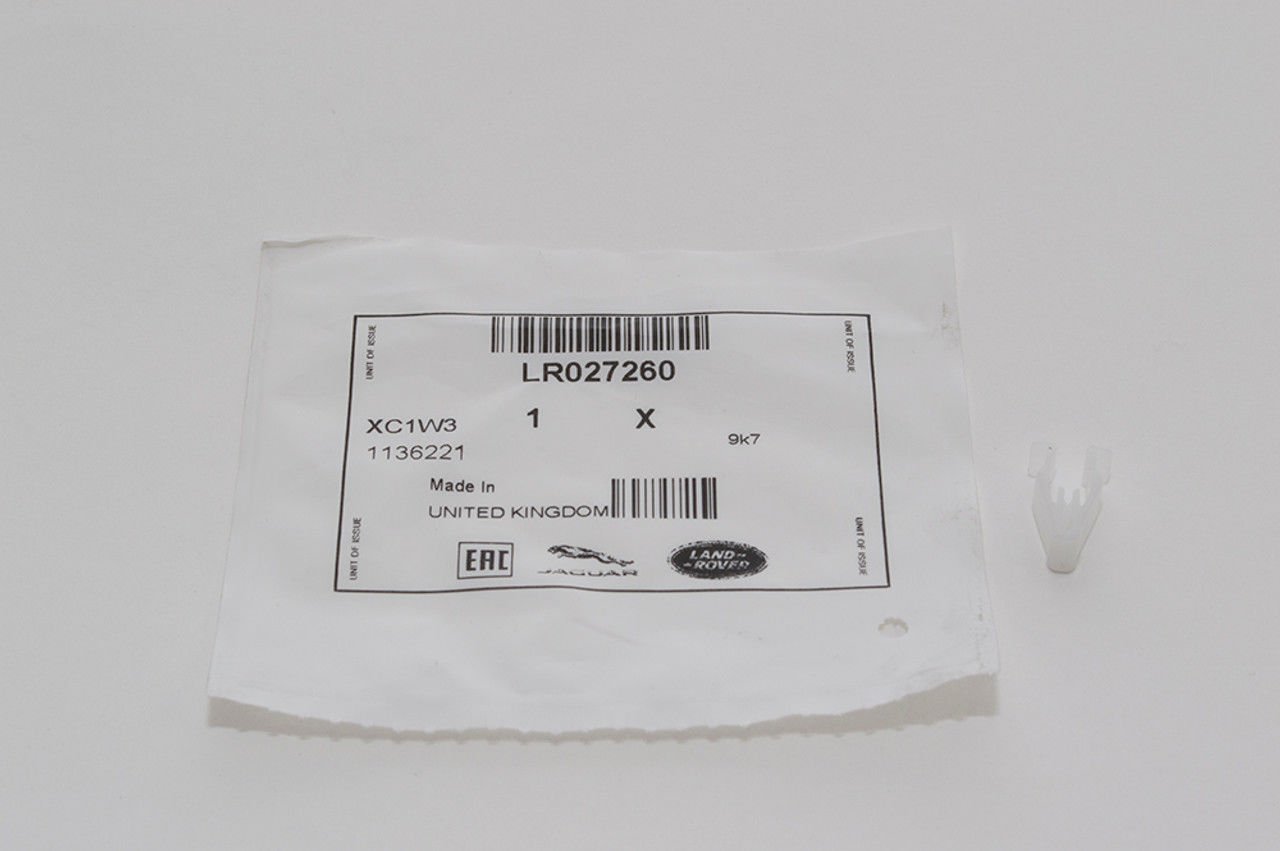 UNIT OF ISSUE
UNIT OF ISSUE
LR027260
XC1W3 1 X
1136221 9k7
Made In
UNITED KINGDOM
UNIT OF ISSUE
UNIT OF ISSUE
EAC
JAGUAR
LAND-
-ROVER